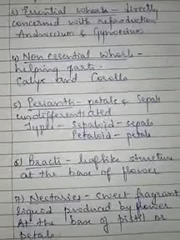 3) Essential whorls - directly
concerned with reproduction
Androecium & Gynoecium
4) Non essential whorls -
helping parts.
Calyx and Corolla
5) Perianth - petals & Sepals
undifferentiated
Types - Sepaloid - sepals
Petaloid - petals
6) Bract - leaflike structure
at the base of flower
7) Nectaries - sweet fragrant
liquid produced by flower
At the base of pistil or
petals